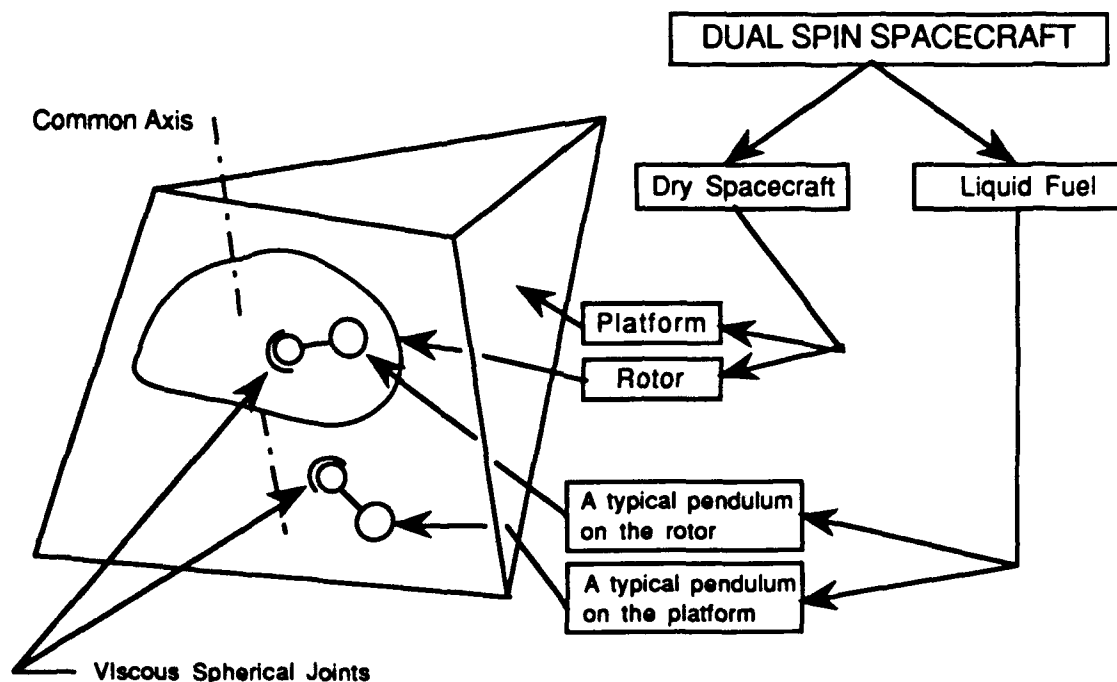 DUAL SPIN SPACECRAFT
Common Axis
Dry Spacecraft
Liquid Fuel
Platform
Rotor
A typical pendulum
on the rotor
A typical pendulum
on the platform
Viscous Spherical Joints